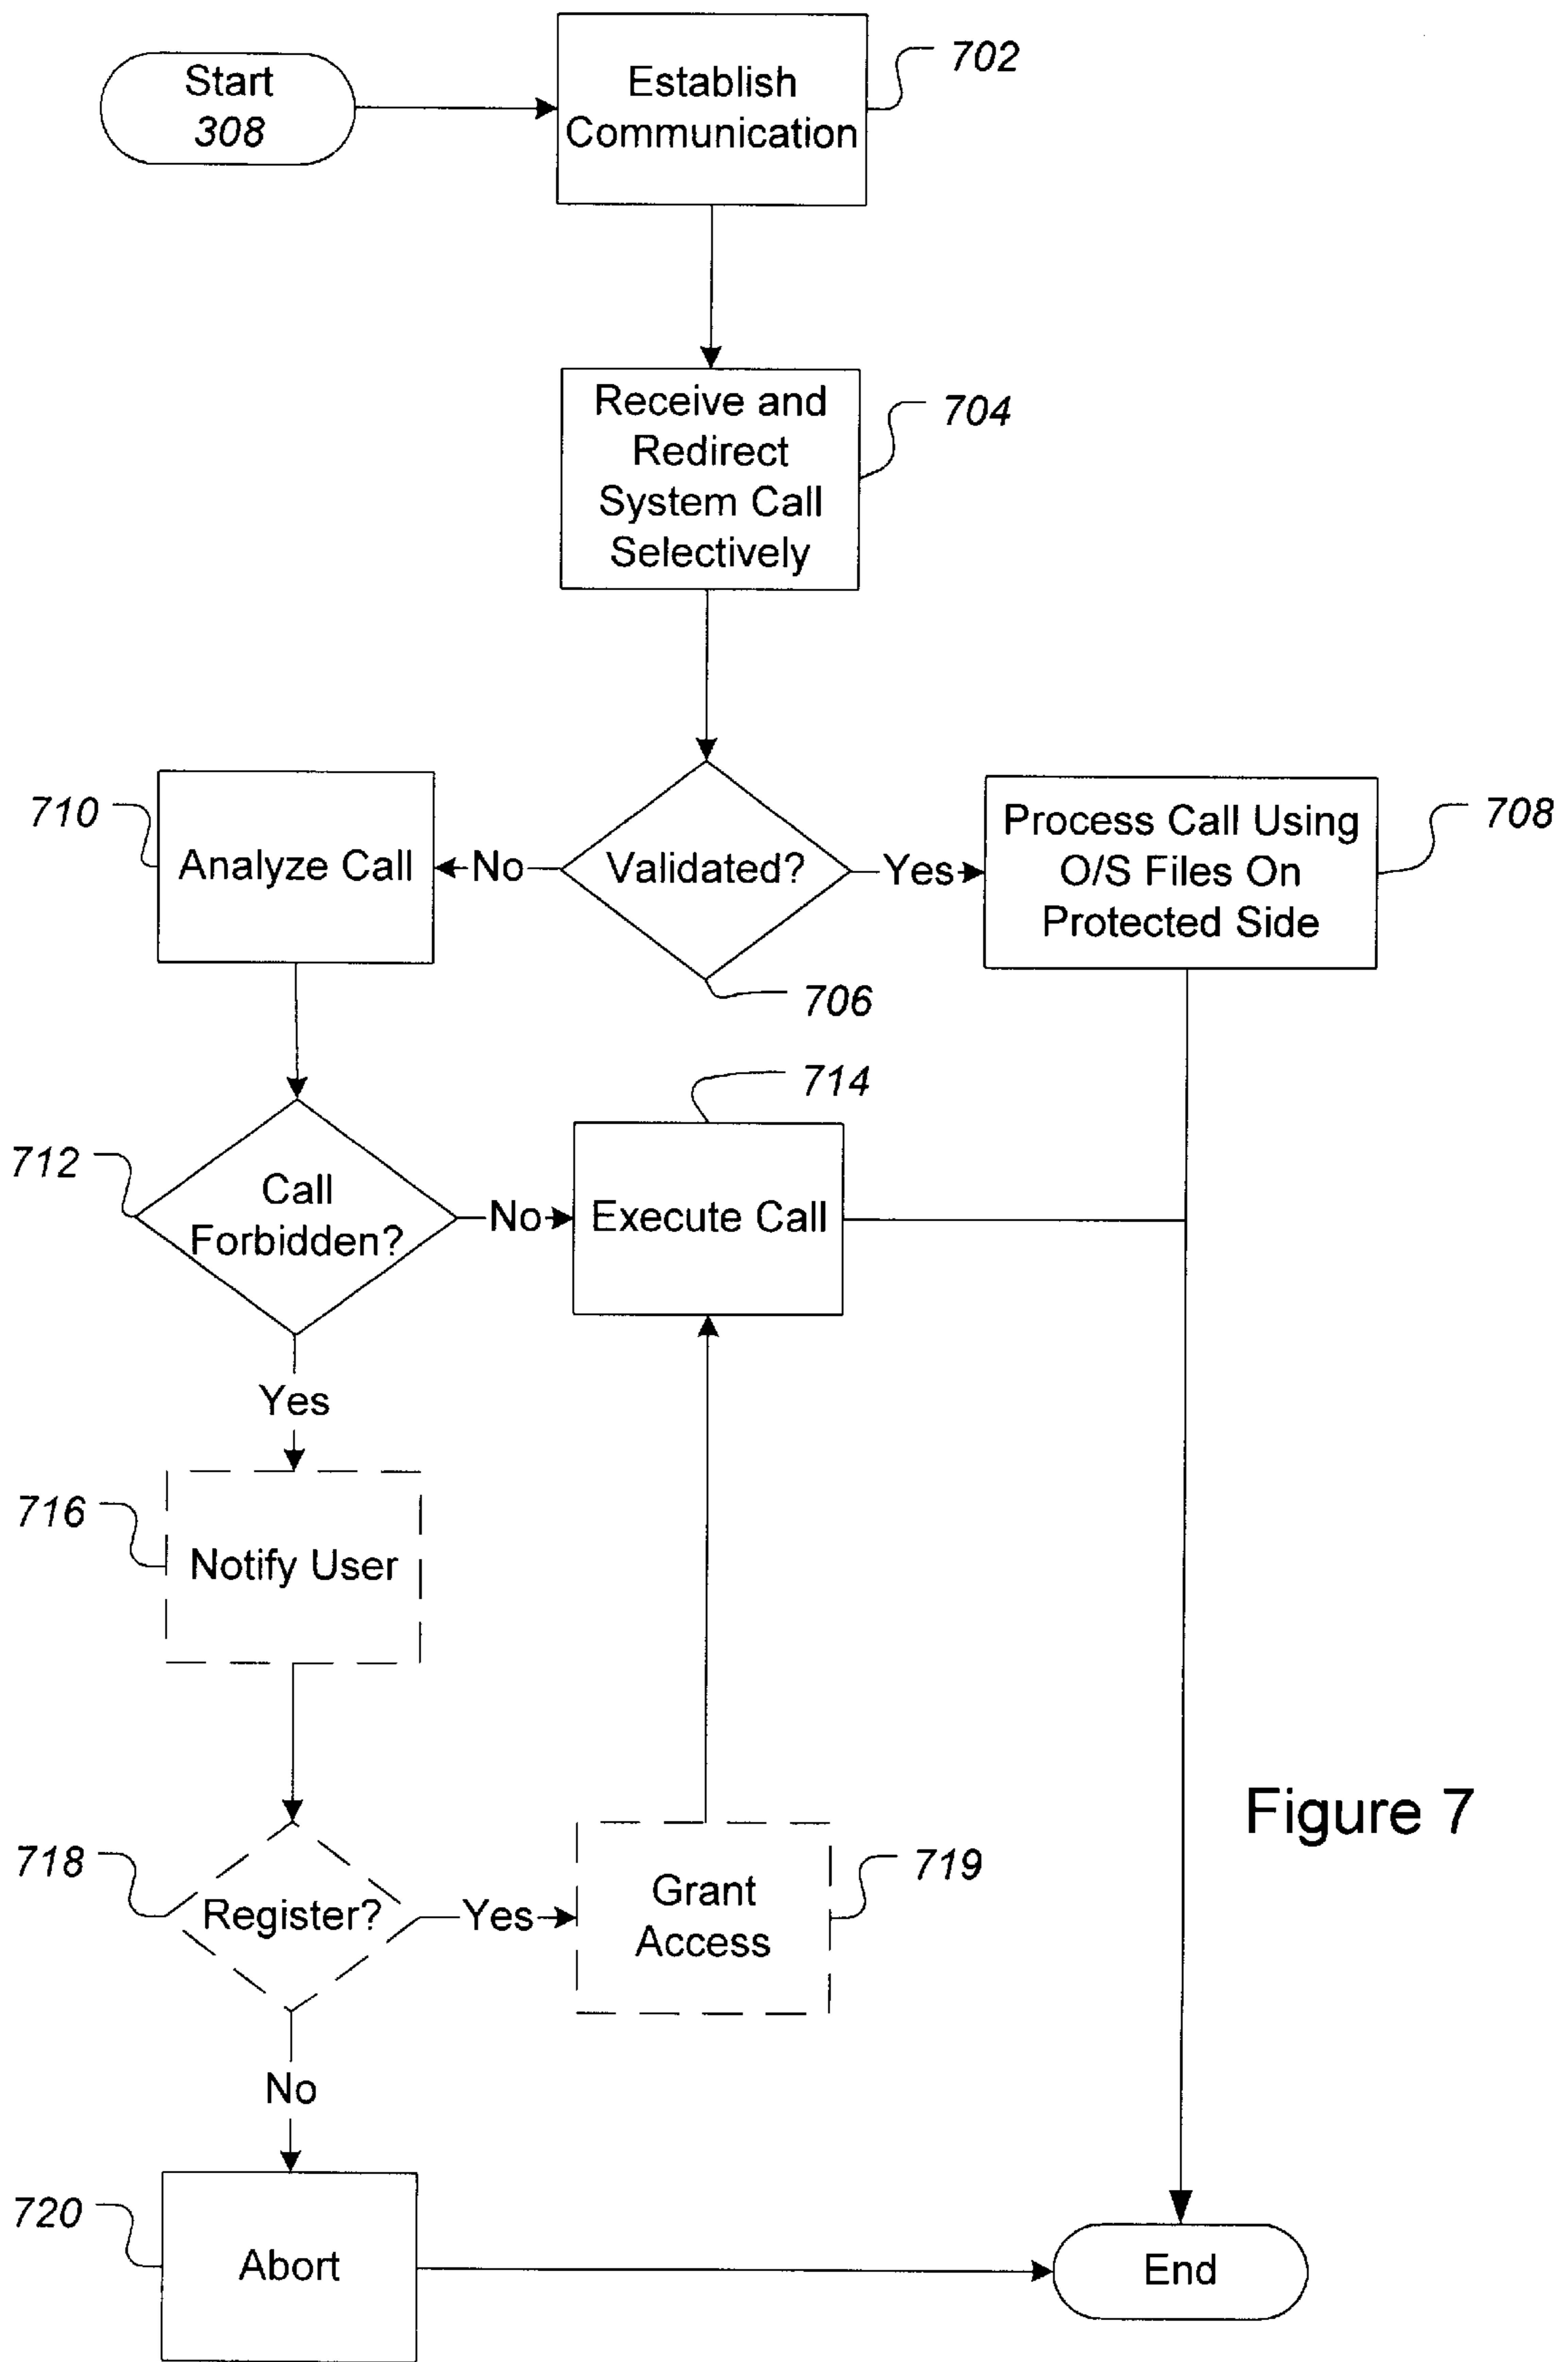 Start
308
Establish
Communication
702
Receive and
Redirect
System Call
Selectively
704
710
Analyze Call
No
Validated?
Yes
Process Call Using
O/S Files On
Protected Side
708
706
714
712
Call
Forbidden?
No
Execute Call
Yes
716
Notify User
Figure 7
718
Register?
Yes
Grant
Access
719
No
720
Abort
End